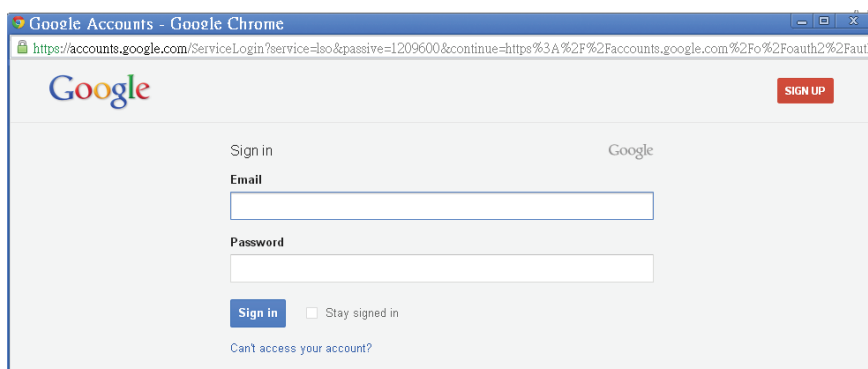 Google Accounts - Google Chrome
https://accounts.google.com/ServiceLogin?service=lso&passive=1209600&continue=https%3A%2F%2Faccounts.google.com%2Fo%2Foauth2%2Faut
Google
SIGN UP
Sign in
Google
Email
Password
Sign in
Stay signed in
Can't access your account?